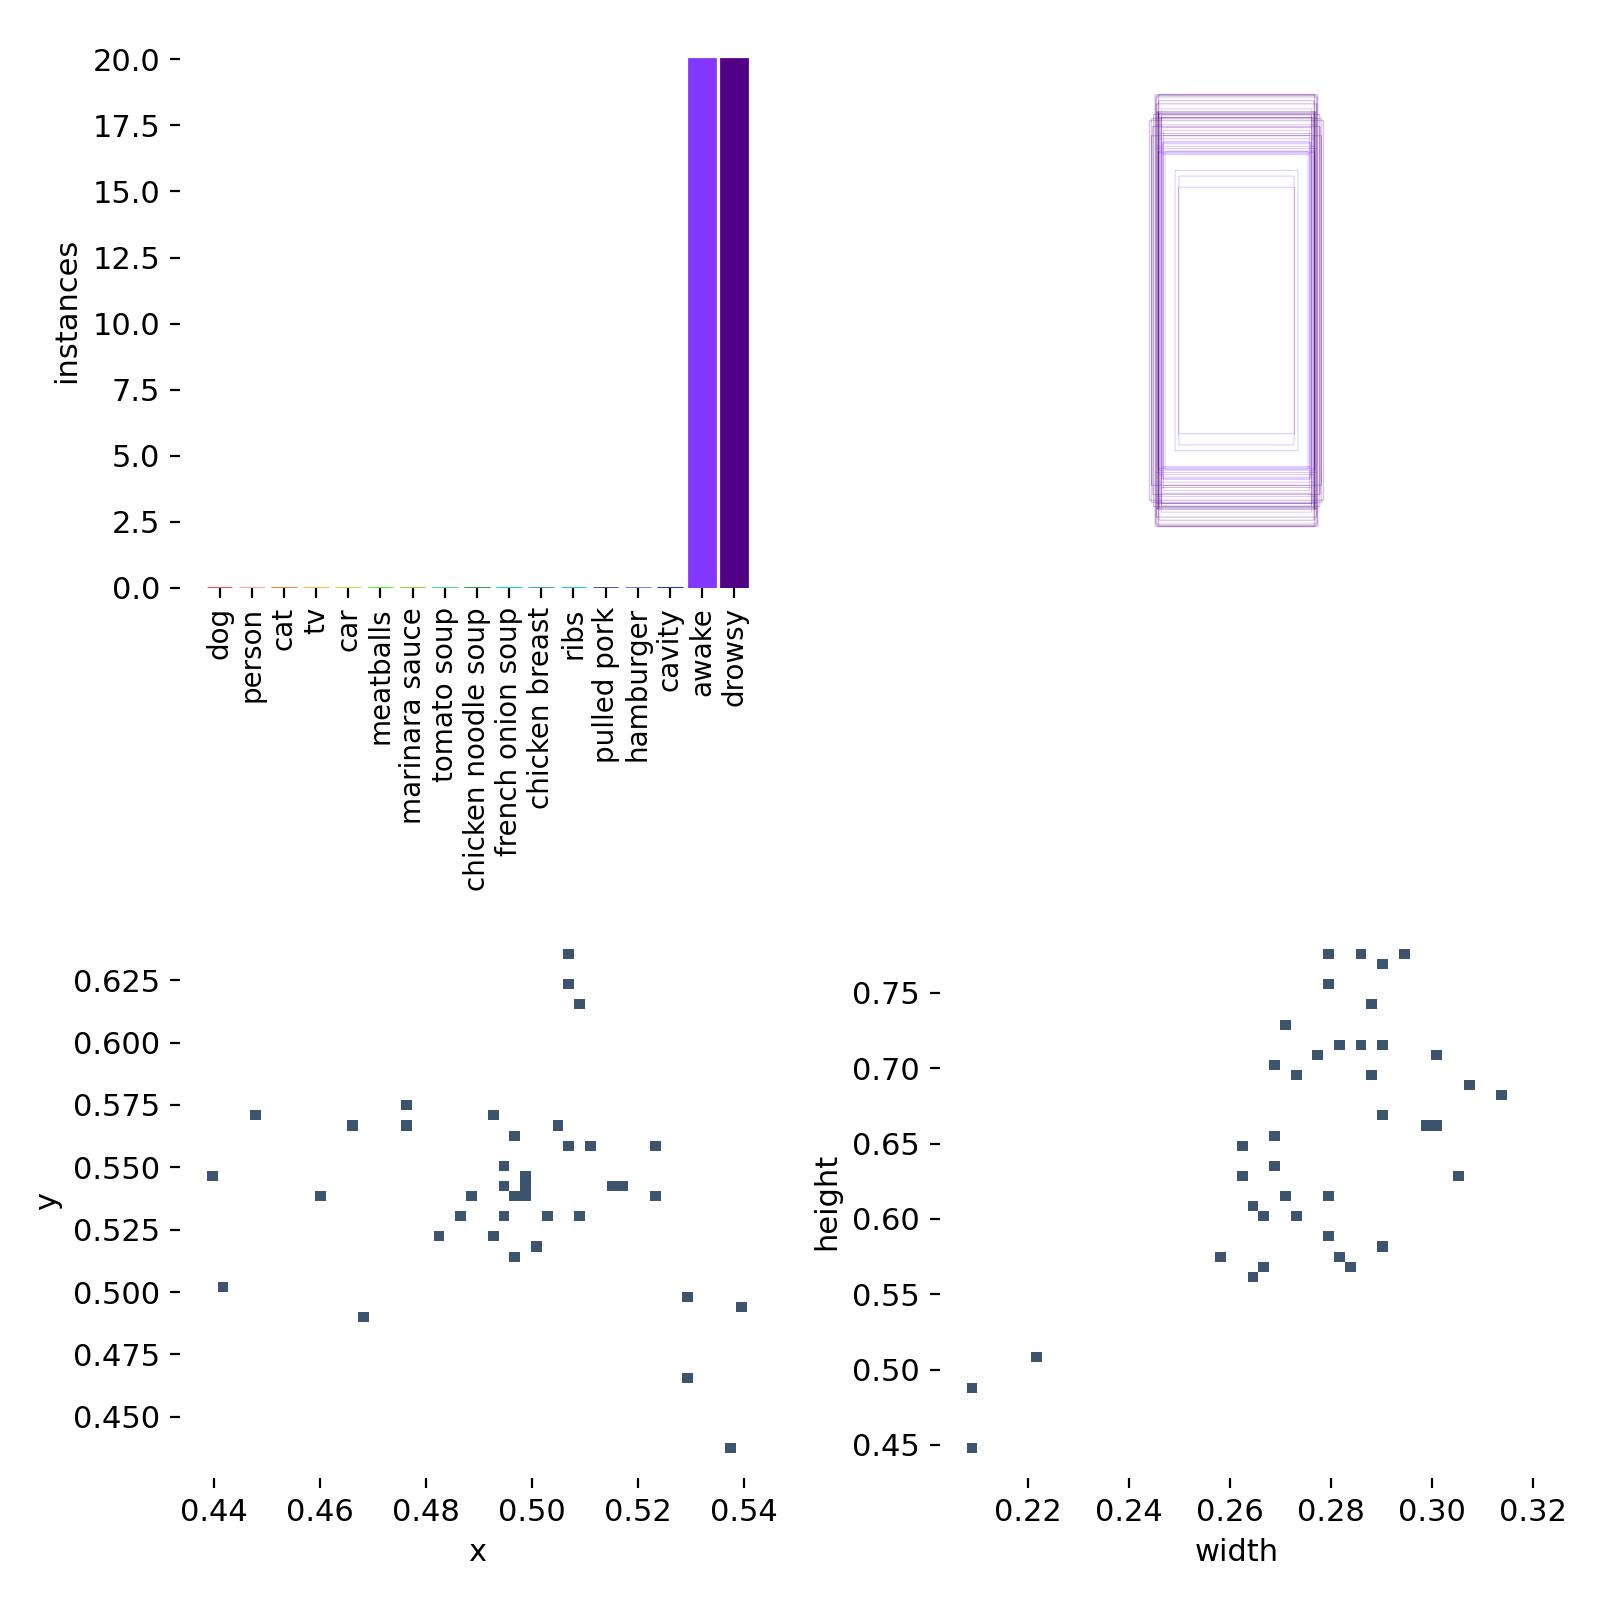 20.0
17.5
15.0
12.5
10.0
7.5
5.0
2.5
0.0
instances
dog
person
cat
tv
car
meatballs
marinara sauce
tomato soup
chicken noodle soup
french onion soup
chicken breast
ribs
pulled pork
hamburger
cavity
awake
drowsy
0.625
0.600
0.575
0.550
0.525
0.500
0.475
0.450
y
0.44 0.46 0.48 0.50 0.52 0.54
x
0.75
0.70
0.65
0.60
0.55
0.50
0.45
height
0.22 0.24 0.26 0.28 0.30 0.32
width